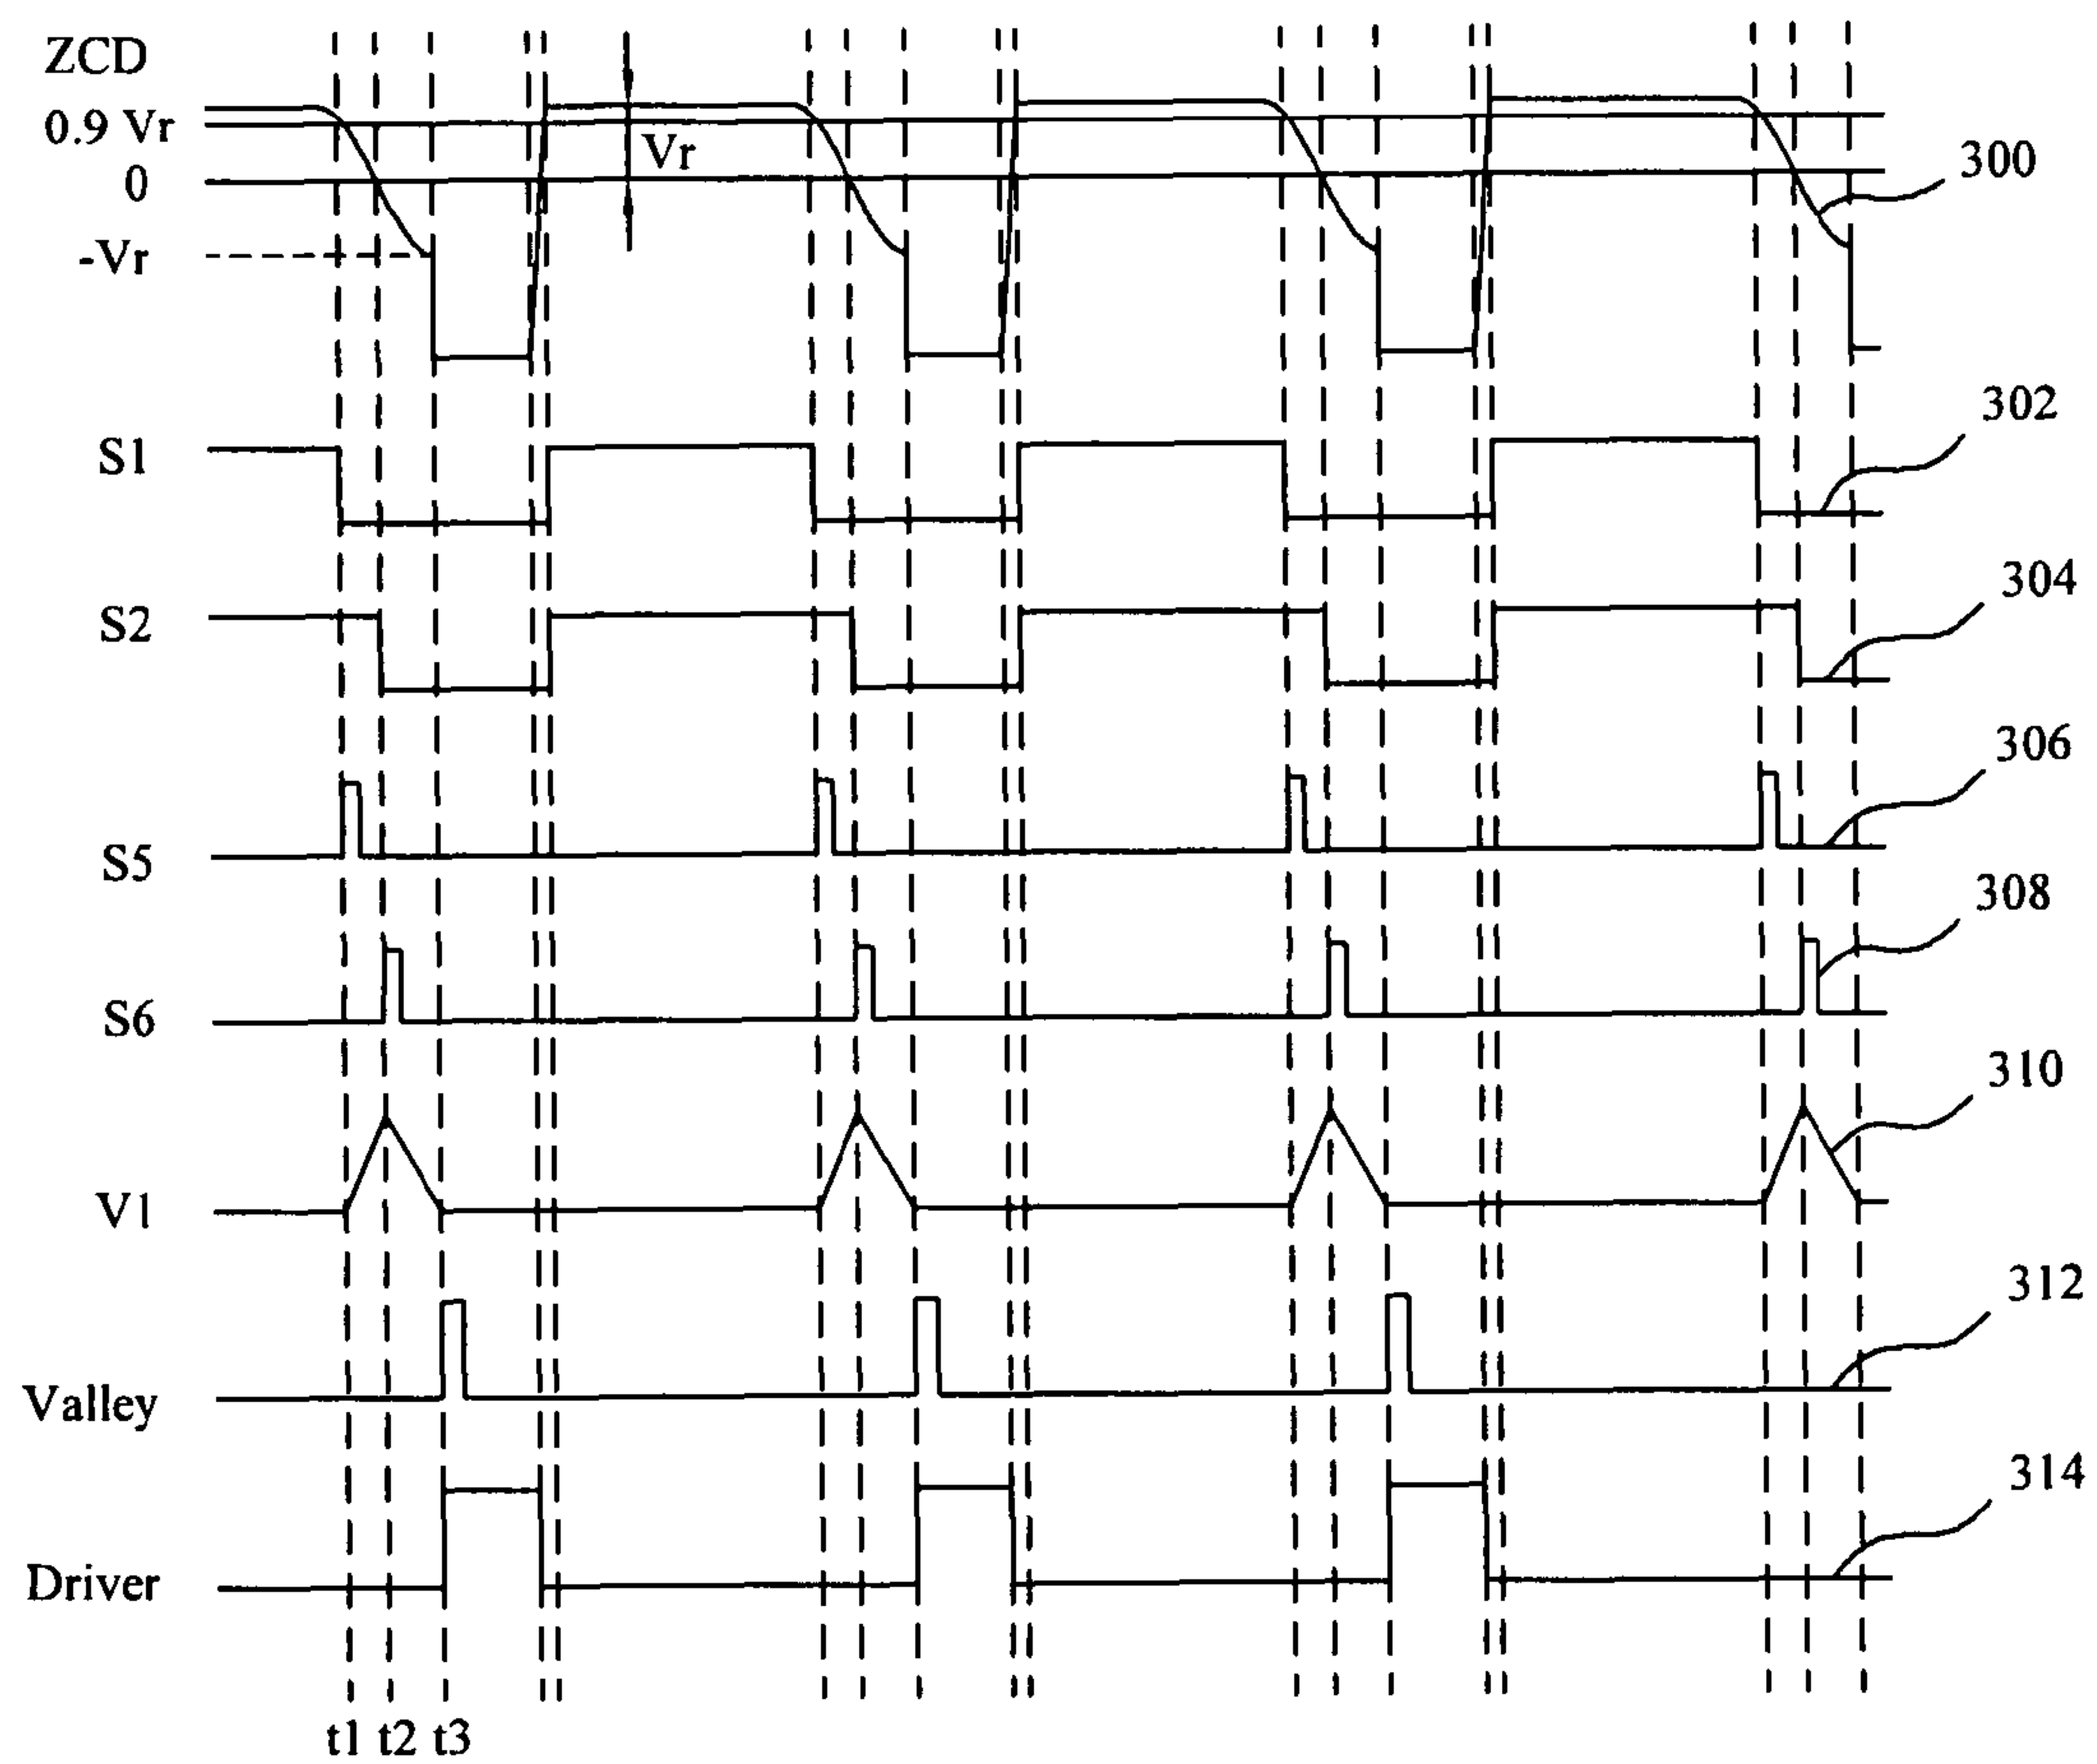 ZCD
0.9 Vr
Vr
0
300
-Vr
302
S1
304
S2
306
S5
308
S6
310
V1
312
Valley
314
Driver
t1 t2 t3